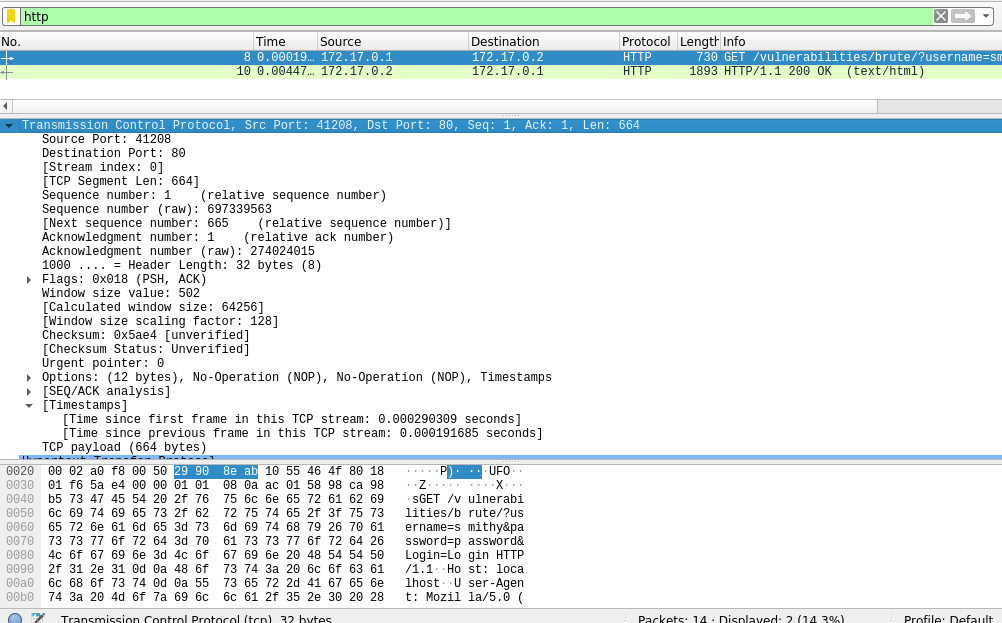 http
No. Time Source Destination Protocol Length Info
8 0.00019… 172.17.0.1 172.17.0.2 HTTP 730 GET /vulnerabilities/brute/?username=sm
10 0.00447… 172.17.0.2 172.17.0.1 HTTP 1893 HTTP/1.1 200 OK (text/html)
Transmission Control Protocol, Src Port: 41208, Dst Port: 80, Seq: 1, Ack: 1, Len: 664
Source Port: 41208
Destination Port: 80
[Stream index: 0]
[TCP Segment Len: 664]
Sequence number: 1    (relative sequence number)
Sequence number (raw): 697339563
[Next sequence number: 665    (relative sequence number)]
Acknowledgment number: 1    (relative ack number)
Acknowledgment number (raw): 274024015
1000 .... = Header Length: 32 bytes (8)
Flags: 0x018 (PSH, ACK)
Window size value: 502
[Calculated window size: 64256]
[Window size scaling factor: 128]
Checksum: 0x5ae4 [unverified]
[Checksum Status: Unverified]
Urgent pointer: 0
Options: (12 bytes), No-Operation (NOP), No-Operation (NOP), Timestamps
[SEQ/ACK analysis]
[Timestamps]
[Time since first frame in this TCP stream: 0.000290309 seconds]
[Time since previous frame in this TCP stream: 0.000191685 seconds]
TCP payload (664 bytes)
Hypertext Transfer Protocol
0020 00 02 a0 f8 00 50 29 90 8e ab 10 55 46 4f 80 18 ·····P)· ···UFO··
0030 01 f6 5a e4 00 00 01 01 08 0a ac 01 58 98 ca 98 ··Z····· ····X···
0040 b5 73 47 45 54 20 2f 76 75 6c 6e 65 72 61 62 69 ·sGET /v ulnerabi
0050 6c 69 74 69 65 73 2f 62 72 75 74 65 2f 3f 75 73 lities/b rute/?us
0060 65 72 6e 61 6d 65 3d 73 6d 69 74 68 79 26 70 61 ername=s mithy&pa
0070 73 73 77 6f 72 64 3d 70 61 73 73 77 6f 72 64 26 ssword=p assword&
0080 4c 6f 67 69 6e 3d 4c 6f 67 69 6e 20 48 54 54 50 Login=Lo gin HTTP
0090 2f 31 2e 31 0d 0a 48 6f 73 74 3a 20 6c 6f 63 61 /1.1··Ho st: loca
00a0 6c 68 6f 73 74 0d 0a 55 73 65 72 2d 41 67 65 6e lhost··U ser-Agen
00b0 74 3a 20 4d 6f 7a 69 6c 6c 61 2f 35 2e 30 20 28 t: Mozil la/5.0 (
Transmission Control Protocol (tcp), 32 bytes Packets: 14 · Displayed: 2 (14.3%) Profile: Default